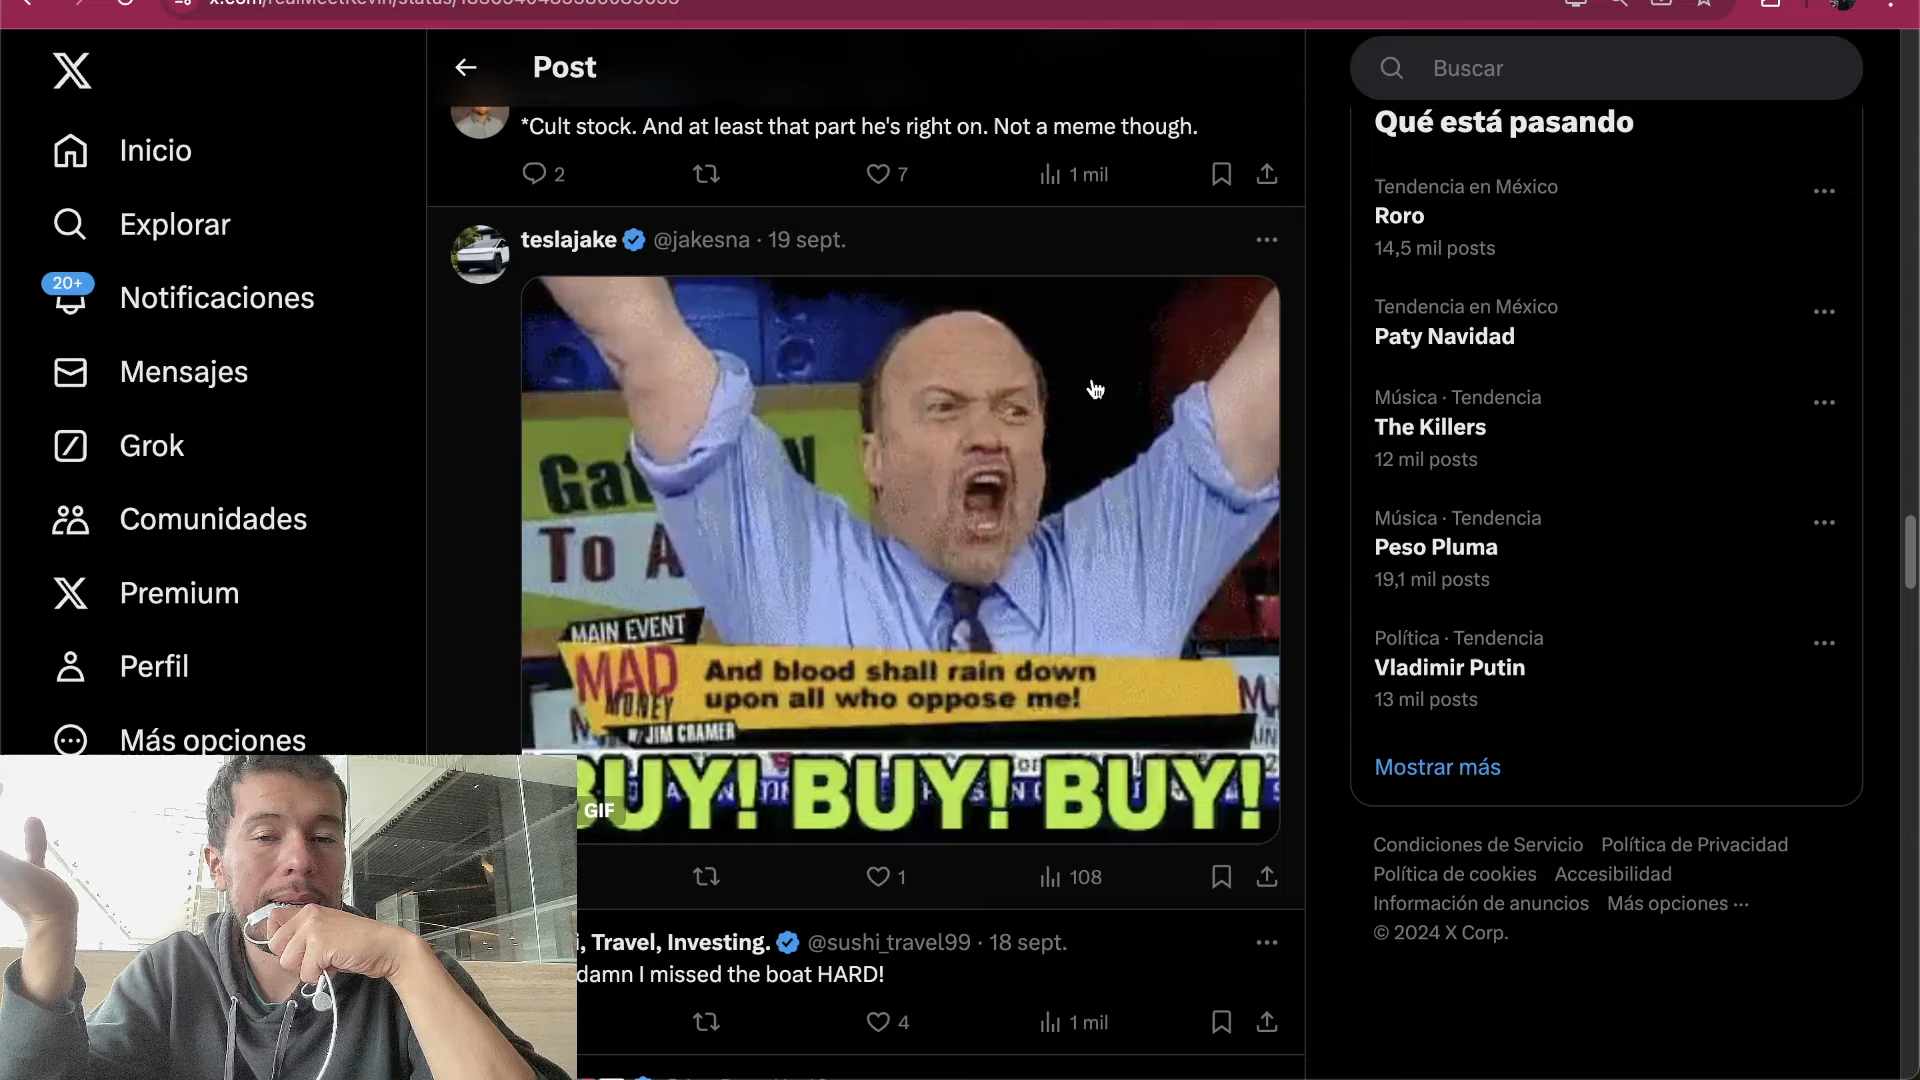 Post
Buscar
Inicio
Explorar
20+
Notificaciones
Mensajes
Grok
Comunidades
Premium
Perfil
Más opciones
*Cult stock. And at least that part he's right on. Not a meme though.
2
7
1 mil
teslajake @jakesna · 19 sept.
To A
MAIN EVENT
MAD
MONEY
W/ JIM CRAMER
And blood shall rain down
upon all who oppose me!
BUY! BUY! BUY!
GIF
1
108
, Travel, Investing. @sushi_travel99 · 18 sept.
damn I missed the boat HARD!
4
1 mil
Qué está pasando
Tendencia en México
Roro
14,5 mil posts
Tendencia en México
Paty Navidad
Música · Tendencia
The Killers
12 mil posts
Música · Tendencia
Peso Pluma
19,1 mil posts
Política · Tendencia
Vladimir Putin
13 mil posts
Mostrar más
Condiciones de Servicio Política de Privacidad
Política de cookies Accesibilidad
Información de anuncios Más opciones ···
© 2024 X Corp.